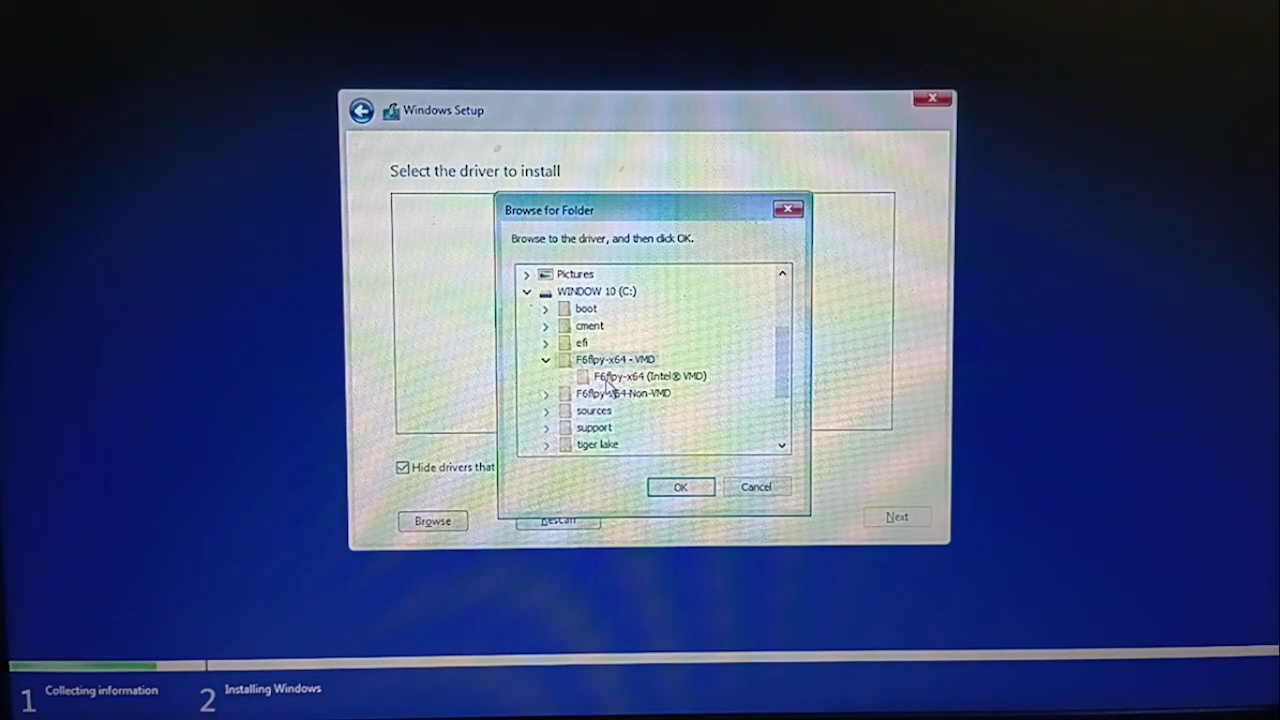 Windows Setup
Select the driver to install
Browse for Folder
Browse to the driver, and then click OK.
Pictures
WINDOW 10 (C:)
boot
cment
efi
F6flpy-x64 - VMD
F6flpy-x64 (Intel® VMD)
F6flpy-x64-Non-VMD
sources
support
tiger lake
OK Cancel
Hide drivers that
Browse Rescan Next
1 Collecting information 2 Installing Windows